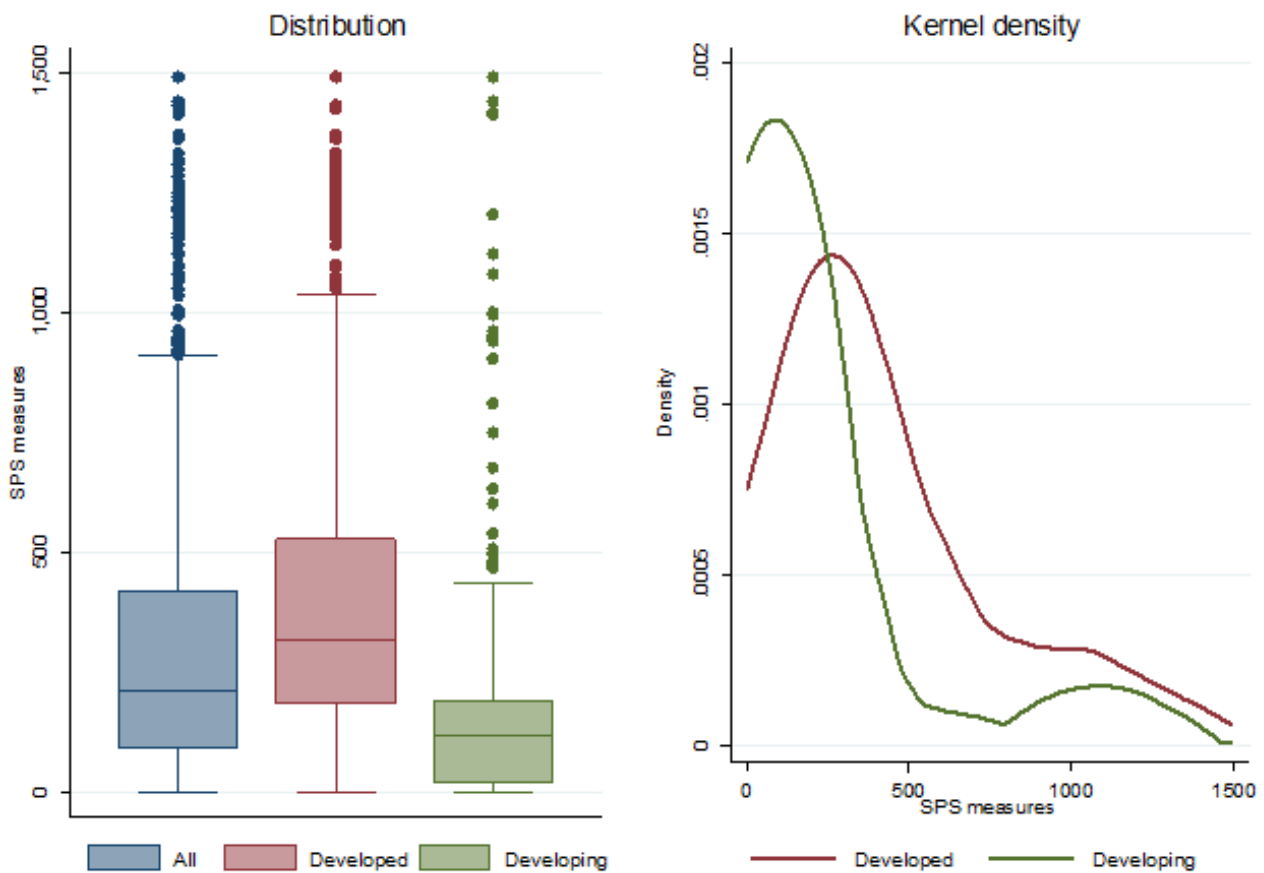 Distribution
1,500
1,000
500
0
SPS measures
All
Developed
Developing
Kernel density
.002
.0015
.001
.0005
0
Density
0
500
1000
1500
SPS measures
Developed
Developing